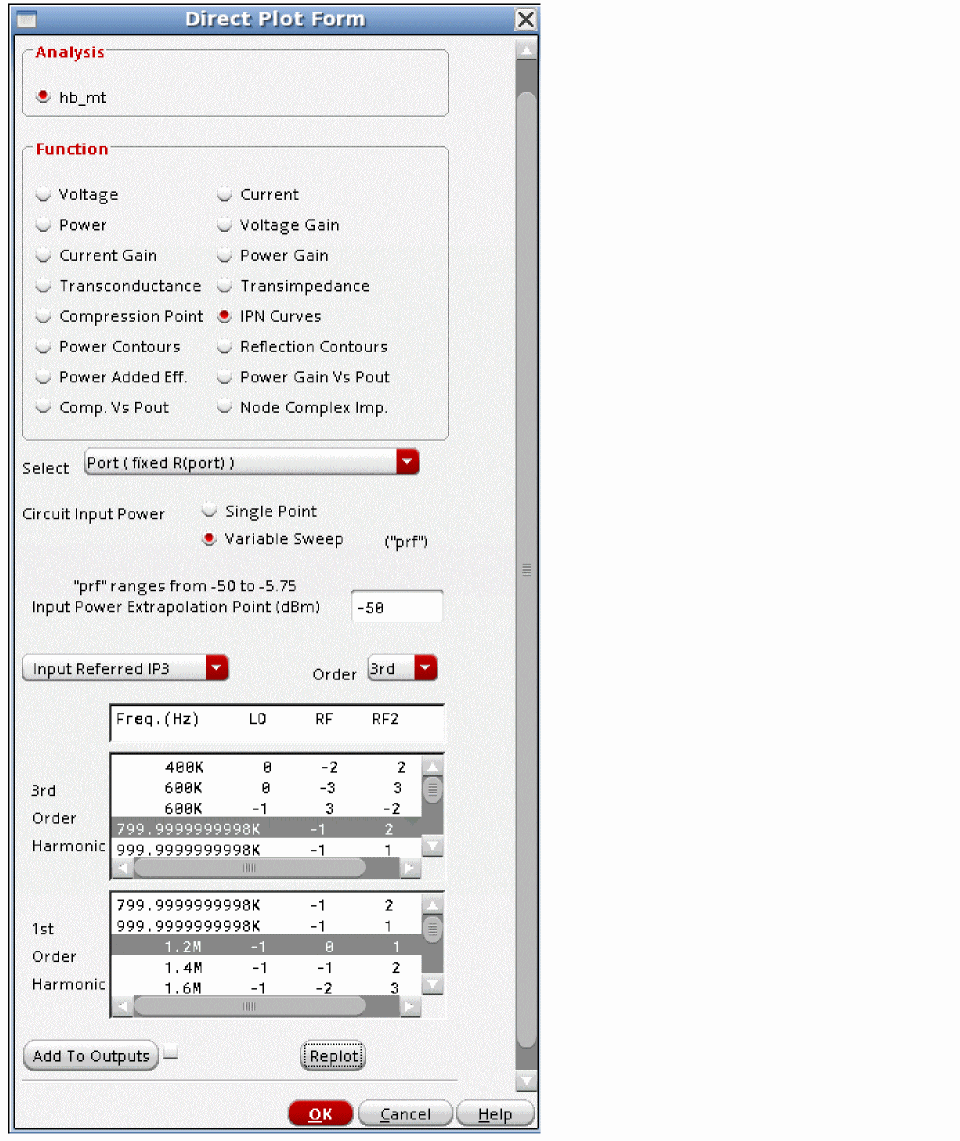 Direct Plot Form
Analysis
hb_mt
Function
Voltage Current
Power Voltage Gain
Current Gain Power Gain
Transconductance Transimpedance
Compression Point IPN Curves
Power Contours Reflection Contours
Power Added Eff. Power Gain Vs Pout
Comp. Vs Pout Node Complex Imp.
Select Port ( fixed R(port) )
Circuit Input Power Single Point
Variable Sweep ("prf")
"prf" ranges from -50 to -5.75
Input Power Extrapolation Point (dBm) -50
Input Referred IP3 Order 3rd
Freq.(Hz) LO RF RF2
3rd Order Harmonic
400K 0 -2 2
600K 0 -3 3
600K -1 3 -2
799.9999999998K -1 2
999.9999999998K -1 1
1st Order Harmonic
799.9999999998K -1 2
999.9999999998K -1 1
1.2M -1 0 1
1.4M -1 -1 2
1.6M -1 -2 3
Add To Outputs Replot
OK Cancel Help